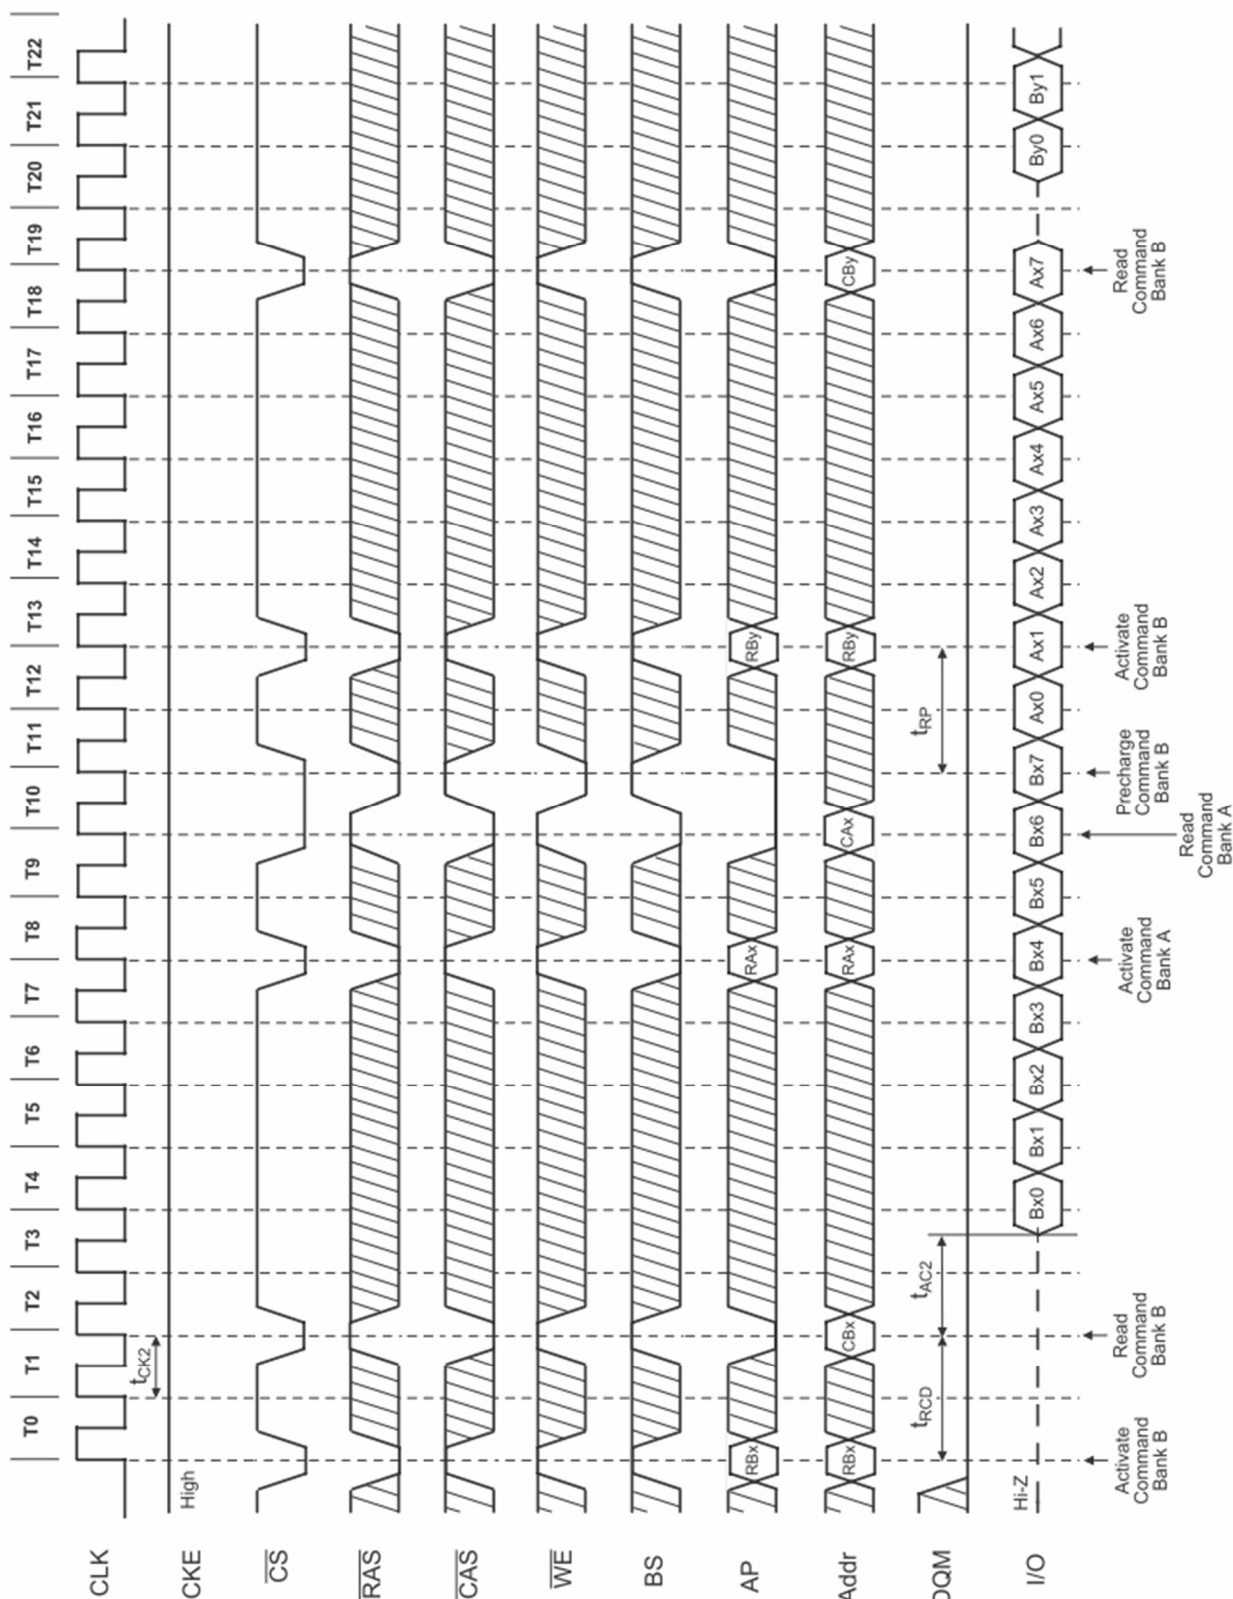 T0 T1 T2 T3 T4 T5 T6 T7 T8 T9 T10 T11 T12 T13 T14 T15 T16 T17 T18 T19 T20 T21 T22
CLK
tCK2
CKE High
CS
RAS
CAS
WE
BS
AP RBx RAx RBy
Addr RBx CBx RAx CAx RBy CBy
DQM tRCD tAC2 tRP
I/O Hi-Z Bx0 Bx1 Bx2 Bx3 Bx4 Bx5 Bx6 Bx7 Ax0 Ax1 Ax2 Ax3 Ax4 Ax5 Ax6 Ax7 By0 By1
Activate
Command
Bank B
Read
Command
Bank B
Activate
Command
Bank A
Read
Command
Bank A
Precharge
Command
Bank B
Activate
Command
Bank B
Read
Command
Bank B